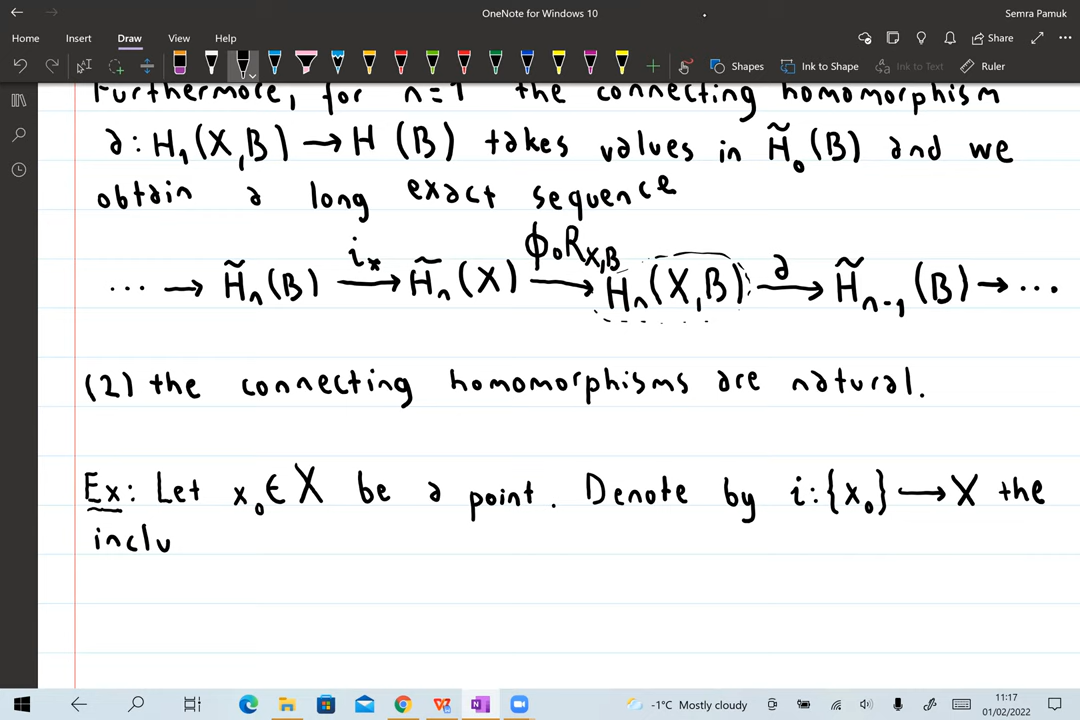 OneNote for Windows 10
Semra Pamuk
Home Insert Draw View Help
Share
Shapes Ink to Shape Ink to Text Ruler
Furthermore, for n=1 the connecting homomorphism
∂: H₁(X,B) → H (B) takes values in H̃₀(B) and we
obtain a long exact sequence
··· → H̃ₙ(B) —i_*→ H̃ₙ(X) —ϕ∘R_{X,B}→ Hₙ(X,B) —∂→ H̃ₙ₋₁(B) → ···
(2) the connecting homomorphisms are natural.
Ex: Let x₀ ∈ X be a point. Denote by i: {x₀} → X the
inclu
-1°C Mostly cloudy
11:17
01/02/2022